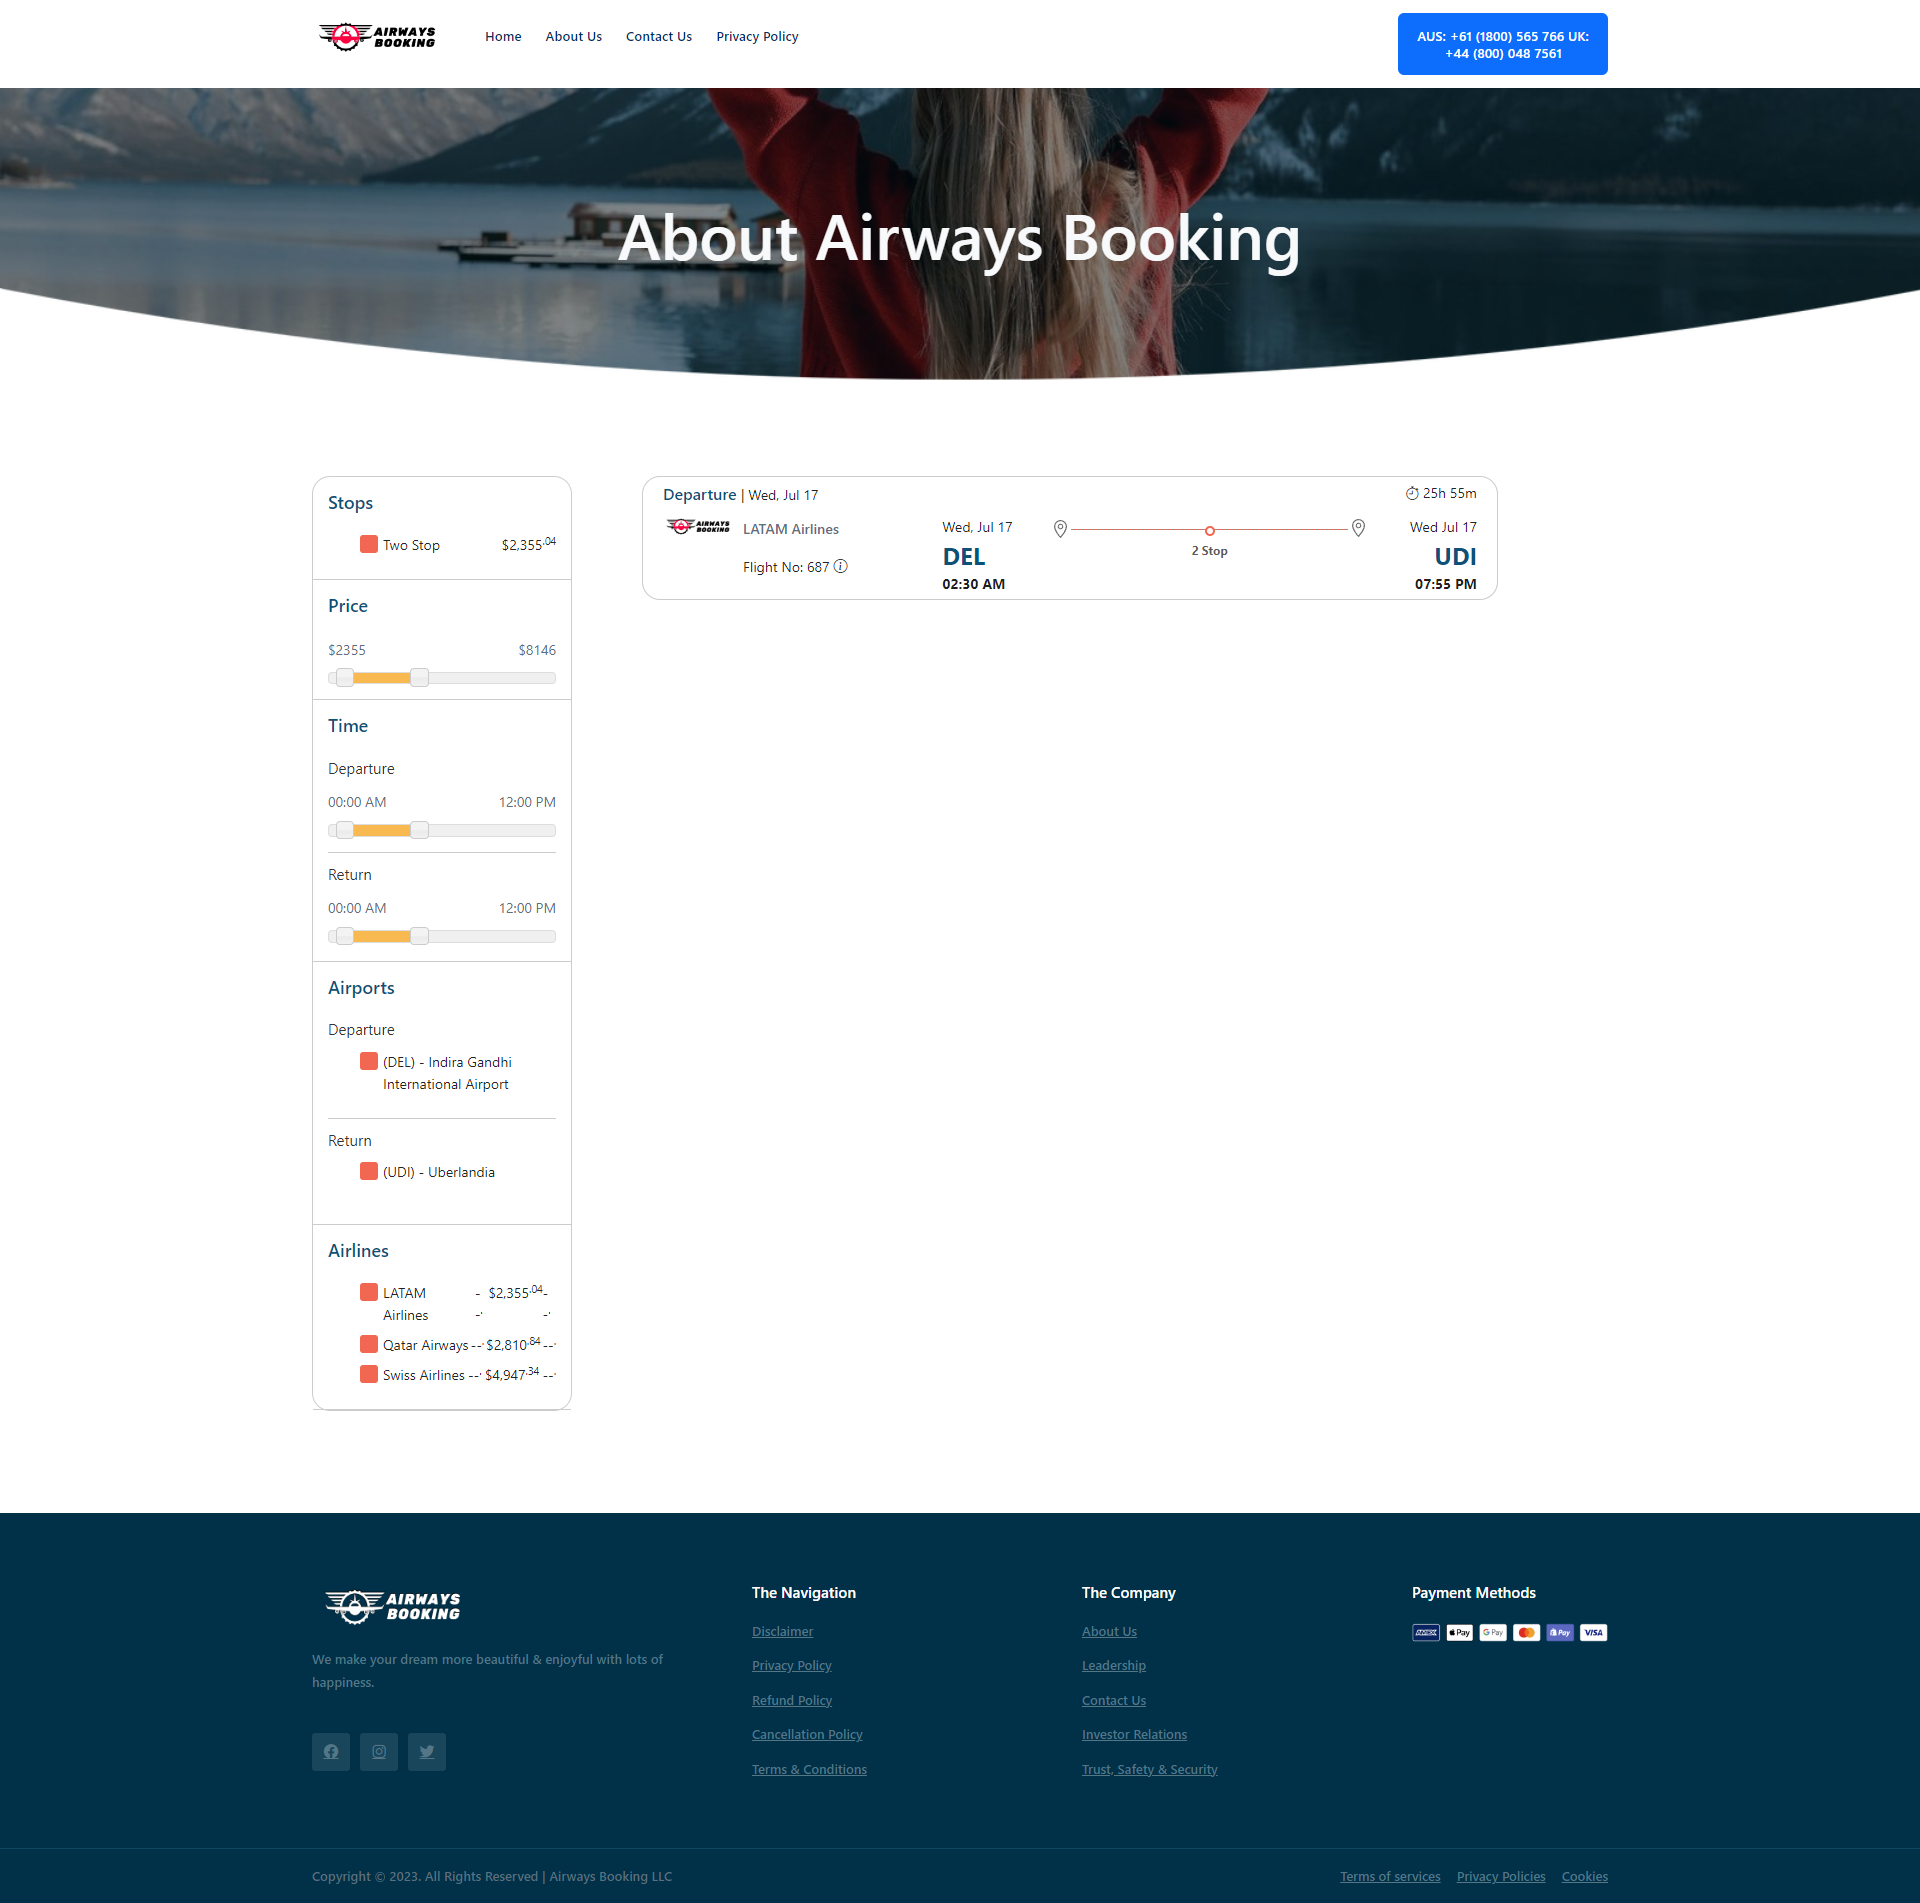 AIRWAYS
BOOKING
Home
About Us
Contact Us
Privacy Policy
AUS: +61 (1800) 565 766 UK:
+44 (800) 048 7561
About Airways Booking
Stops
Two Stop $2,355.04
Price
$2355 $8146
Time
Departure
00:00 AM 12:00 PM
Return
00:00 AM 12:00 PM
Airports
Departure
(DEL) - Indira Gandhi
International Airport
Return
(UDI) - Uberlandia
Airlines
LATAM - $2,355.04 -
Airlines -. -.
Qatar Airways --. $2,810.84 --.
Swiss Airlines --. $4,947.34 --.
Departure | Wed, Jul 17
25h 55m
AIRWAYS
BOOKING
LATAM Airlines
Flight No: 687
Wed, Jul 17
DEL
02:30 AM
2 Stop
Wed Jul 17
UDI
07:55 PM
AIRWAYS
BOOKING
We make your dream more beautiful & enjoyful with lots of
happiness.
The Navigation
Disclaimer
Privacy Policy
Refund Policy
Cancellation Policy
Terms & Conditions
The Company
About Us
Leadership
Contact Us
Investor Relations
Trust, Safety & Security
Payment Methods
AMEX Pay G Pay Pay VISA
Copyright © 2023. All Rights Reserved | Airways Booking LLC
Terms of services Privacy Policies Cookies